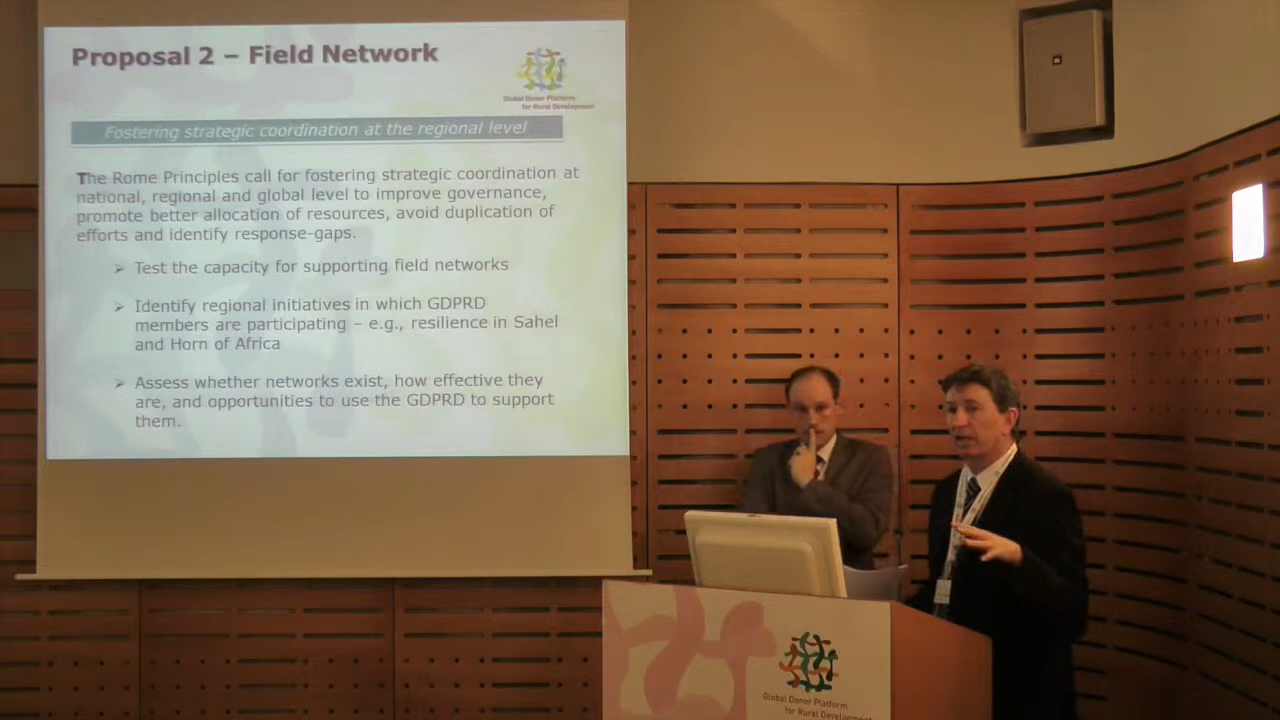 Proposal 2 – Field Network
Global Donor Platform
for Rural Development
Fostering strategic coordination at the regional level
The Rome Principles call for fostering strategic coordination at
national, regional and global level to improve governance,
promote better allocation of resources, avoid duplication of
efforts and identify response-gaps.
➢ Test the capacity for supporting field networks
➢ Identify regional initiatives in which GDPRD
members are participating – e.g., resilience in Sahel
and Horn of Africa
➢ Assess whether networks exist, how effective they
are, and opportunities to use the GDPRD to support
them.
Global Donor Platform
for Rural Development